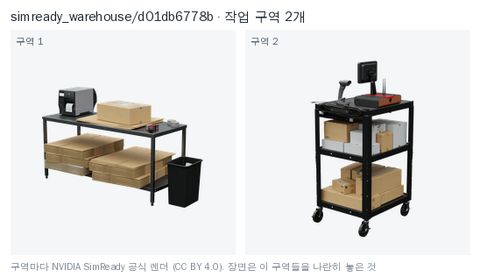 simready_warehouse/d01db6778b · 작업 구역 2개
구역 1
구역 2
구역마다 NVIDIA SimReady 공식 렌더 (CC BY 4.0). 장면은 이 구역들을 나란히 놓은 것